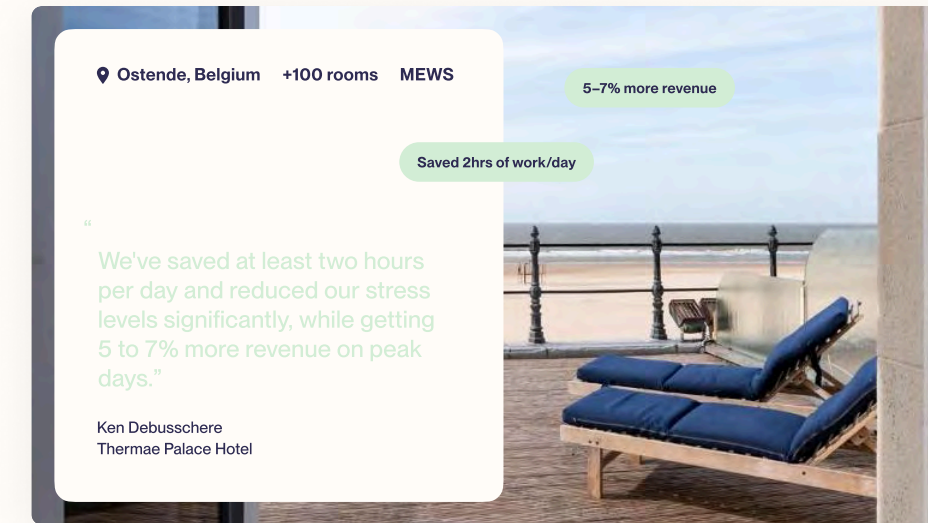 Ostende, Belgium +100 rooms MEWS
5–7% more revenue
Saved 2hrs of work/day
“
We've saved at least two hours
per day and reduced our stress
levels significantly, while getting
5 to 7% more revenue on peak
days.”
Ken Debusschere
Thermae Palace Hotel